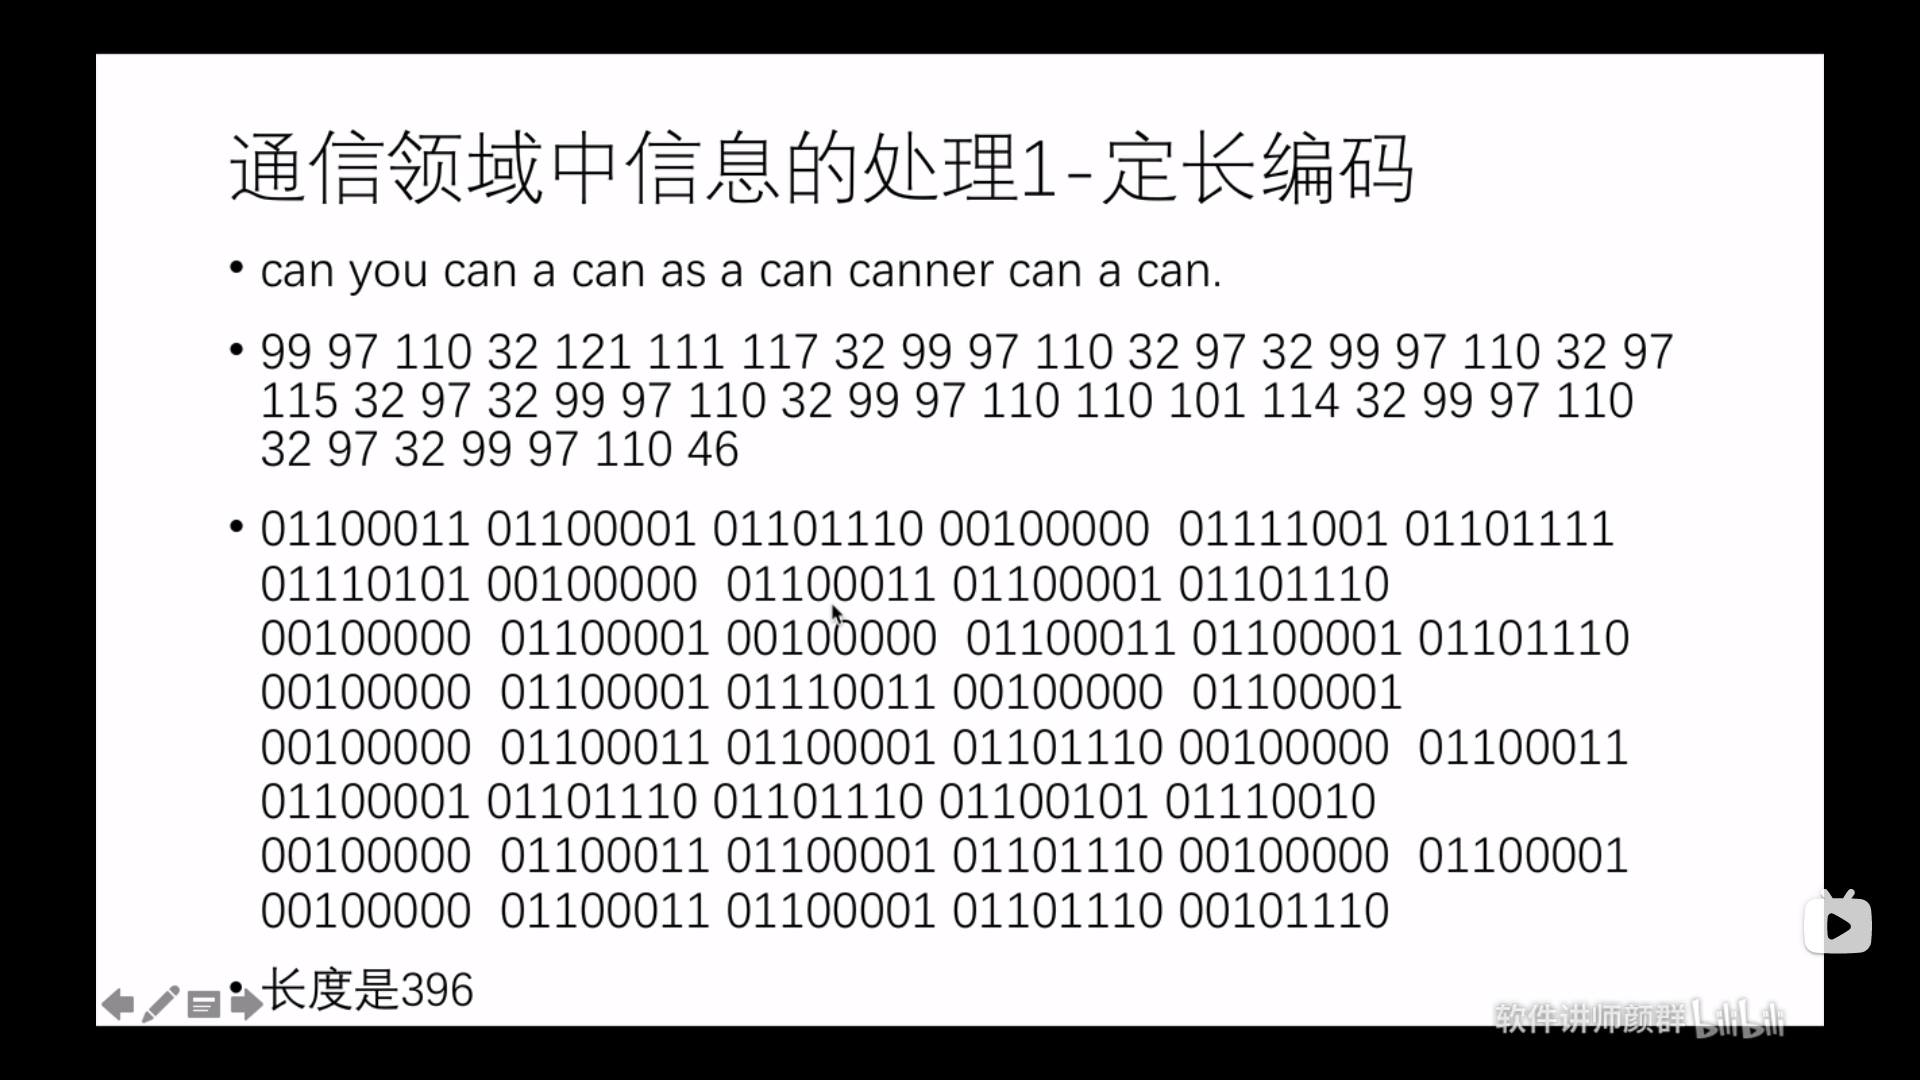 通信领域中信息的处理1-定长编码
• can you can a can as a can canner can a can.
• 99 97 110 32 121 111 117 32 99 97 110 32 97 32 99 97 110 32 97
115 32 97 32 99 97 110 32 99 97 110 110 101 114 32 99 97 110
32 97 32 99 97 110 46
• 01100011 01100001 01101110 00100000  01111001 01101111
01110101 00100000  01100011 01100001 01101110
00100000  01100001 00100000  01100011 01100001 01101110
00100000  01100001 01110011 00100000  01100001
00100000  01100011 01100001 01101110 00100000  01100011
01100001 01101110 01101110 01100101 01110010
00100000  01100011 01100001 01101110 00100000  01100001
00100000  01100011 01100001 01101110 00101110
• 长度是396
软件讲师颜群 bilibili